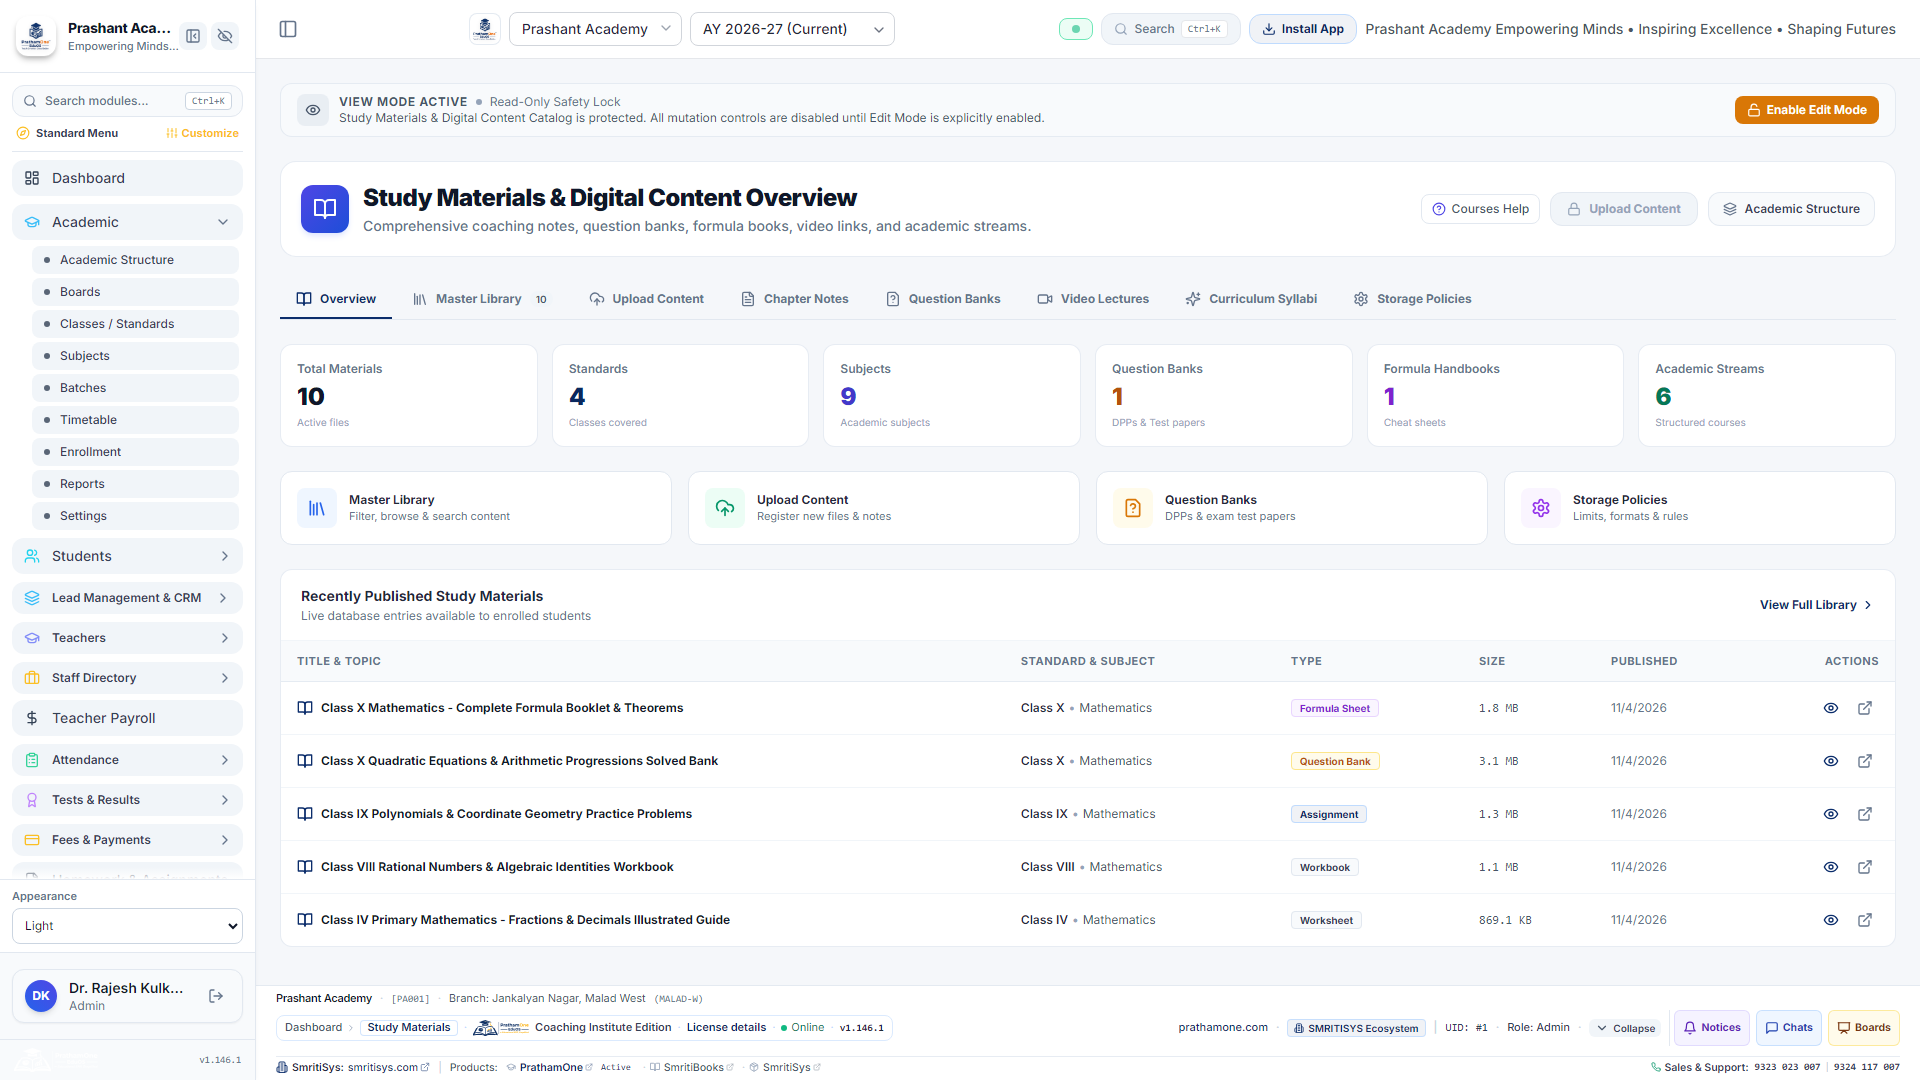 Prashant Aca...
Empowering Minds...
Search modules...
Ctrl+K
Standard Menu
Customize
Dashboard
Academic
Academic Structure
Boards
Classes / Standards
Subjects
Batches
Timetable
Enrollment
Reports
Settings
Students
Lead Management & CRM
Teachers
Staff Directory
Teacher Payroll
Attendance
Tests & Results
Fees & Payments
Appearance
Light
DK
Dr. Rajesh Kulk...
Admin
v1.146.1
Prashant Academy
AY 2026-27 (Current)
Search Ctrl+K
Install App
Prashant Academy Empowering Minds • Inspiring Excellence • Shaping Futures
VIEW MODE ACTIVE ● Read-Only Safety Lock
Study Materials & Digital Content Catalog is protected. All mutation controls are disabled until Edit Mode is explicitly enabled.
Enable Edit Mode
Study Materials & Digital Content Overview
Comprehensive coaching notes, question banks, formula books, video links, and academic streams.
Courses Help
Upload Content
Academic Structure
Overview
Master Library 10
Upload Content
Chapter Notes
Question Banks
Video Lectures
Curriculum Syllabi
Storage Policies
Total Materials
10
Active files
Standards
4
Classes covered
Subjects
9
Academic subjects
Question Banks
1
DPPs & Test papers
Formula Handbooks
1
Cheat sheets
Academic Streams
6
Structured courses
Master Library
Filter, browse & search content
Upload Content
Register new files & notes
Question Banks
DPPs & exam test papers
Storage Policies
Limits, formats & rules
Recently Published Study Materials
Live database entries available to enrolled students
View Full Library
TITLE & TOPIC STANDARD & SUBJECT TYPE SIZE PUBLISHED ACTIONS
Class X Mathematics - Complete Formula Booklet & Theorems Class X • Mathematics Formula Sheet 1.8 MB 11/4/2026
Class X Quadratic Equations & Arithmetic Progressions Solved Bank Class X • Mathematics Question Bank 3.1 MB 11/4/2026
Class IX Polynomials & Coordinate Geometry Practice Problems Class IX • Mathematics Assignment 1.3 MB 11/4/2026
Class VIII Rational Numbers & Algebraic Identities Workbook Class VIII • Mathematics Workbook 1.1 MB 11/4/2026
Class IV Primary Mathematics - Fractions & Decimals Illustrated Guide Class IV • Mathematics Worksheet 869.1 KB 11/4/2026
Prashant Academy · [PA001] · Branch: Jankalyan Nagar, Malad West (MALAD-W)
Dashboard > Study Materials · Coaching Institute Edition · License details · ● Online · v1.146.1
prathamone.com · SMRITISYS Ecosystem | UID: #1 · Role: Admin · Collapse
Notices
Chats
Boards
SmritiSys: smritisys.com | Products: PrathamOne Active · SmritiBooks · SmritiSys
Sales & Support: 9323 023 007 | 9324 117 007